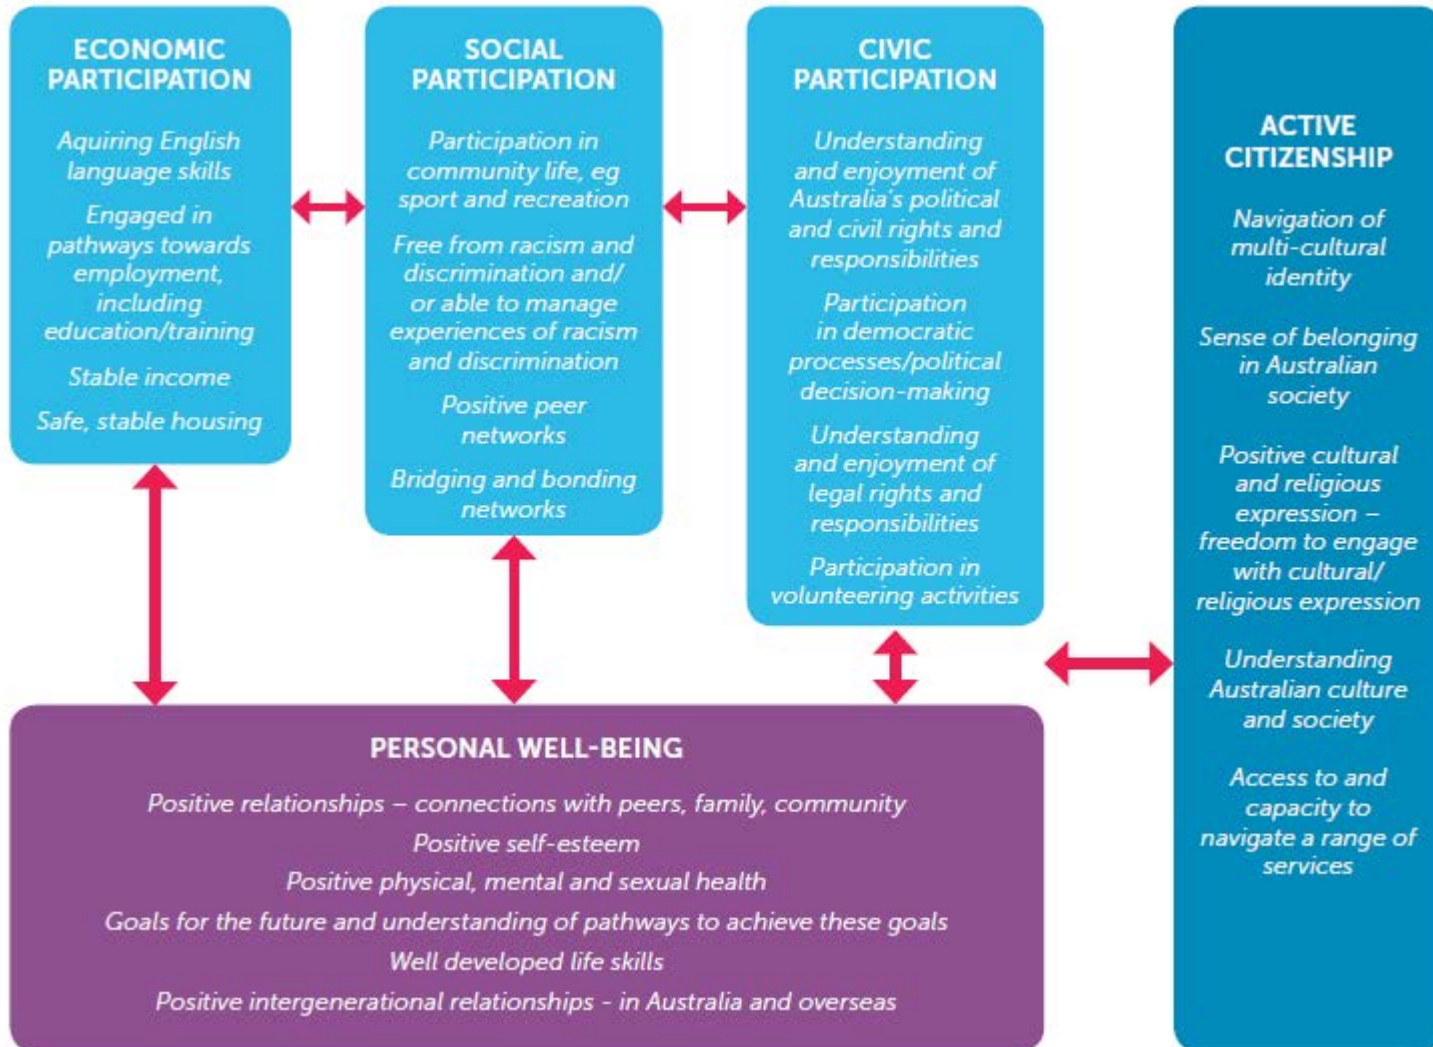 ECONOMIC
PARTICIPATION
Aquiring English
language skills
Engaged in
pathways towards
employment,
including
education/training
Stable income
Safe, stable housing
SOCIAL
PARTICIPATION
Participation in
community life, eg
sport and recreation
Free from racism and
discrimination and/
or able to manage
experiences of racism
and discrimination
Positive peer
networks
Bridging and bonding
networks
CIVIC
PARTICIPATION
Understanding
and enjoyment of
Australia's political
and civil rights and
responsibilities
Participation
in democratic
processes/political
decision-making
Understanding
and enjoyment of
legal rights and
responsibilities
Participation in
volunteering activities
ACTIVE
CITIZENSHIP
Navigation of
multi-cultural
identity
Sense of belonging
in Australian
society
Positive cultural
and religious
expression –
freedom to engage
with cultural/
religious expression
Understanding
Australian culture
and society
Access to and
capacity to
navigate a range of
services
PERSONAL WELL-BEING
Positive relationships – connections with peers, family, community
Positive self-esteem
Positive physical, mental and sexual health
Goals for the future and understanding of pathways to achieve these goals
Well developed life skills
Positive intergenerational relationships - in Australia and overseas